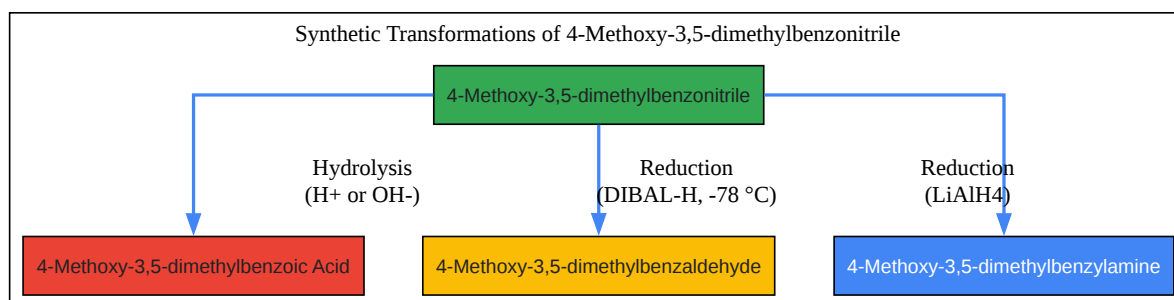 Synthetic Transformations of 4-Methoxy-3,5-dimethylbenzonitrile
4-Methoxy-3,5-dimethylbenzonitrile
Hydrolysis
(H+ or OH-)
Reduction
(DIBAL-H, -78 °C)
Reduction
(LiAlH4)
4-Methoxy-3,5-dimethylbenzoic Acid
4-Methoxy-3,5-dimethylbenzaldehyde
4-Methoxy-3,5-dimethylbenzylamine